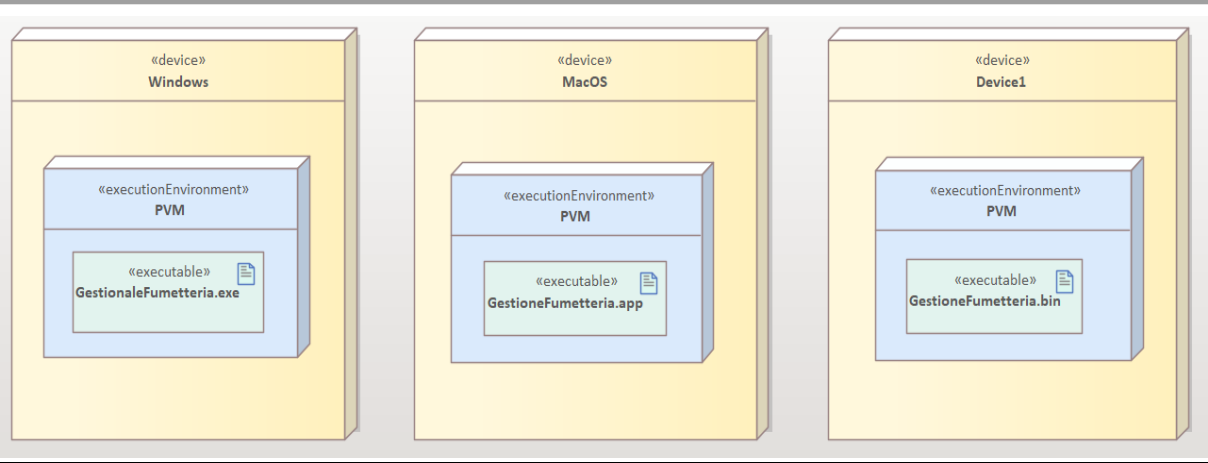 «device»
Windows
«executionEnvironment»
PVM
«executable»
GestionaleFumetteria.exe
«device»
MacOS
«executionEnvironment»
PVM
«executable»
GestioneFumetteria.app
«device»
Device1
«executionEnvironment»
PVM
«executable»
GestioneFumetteria.bin